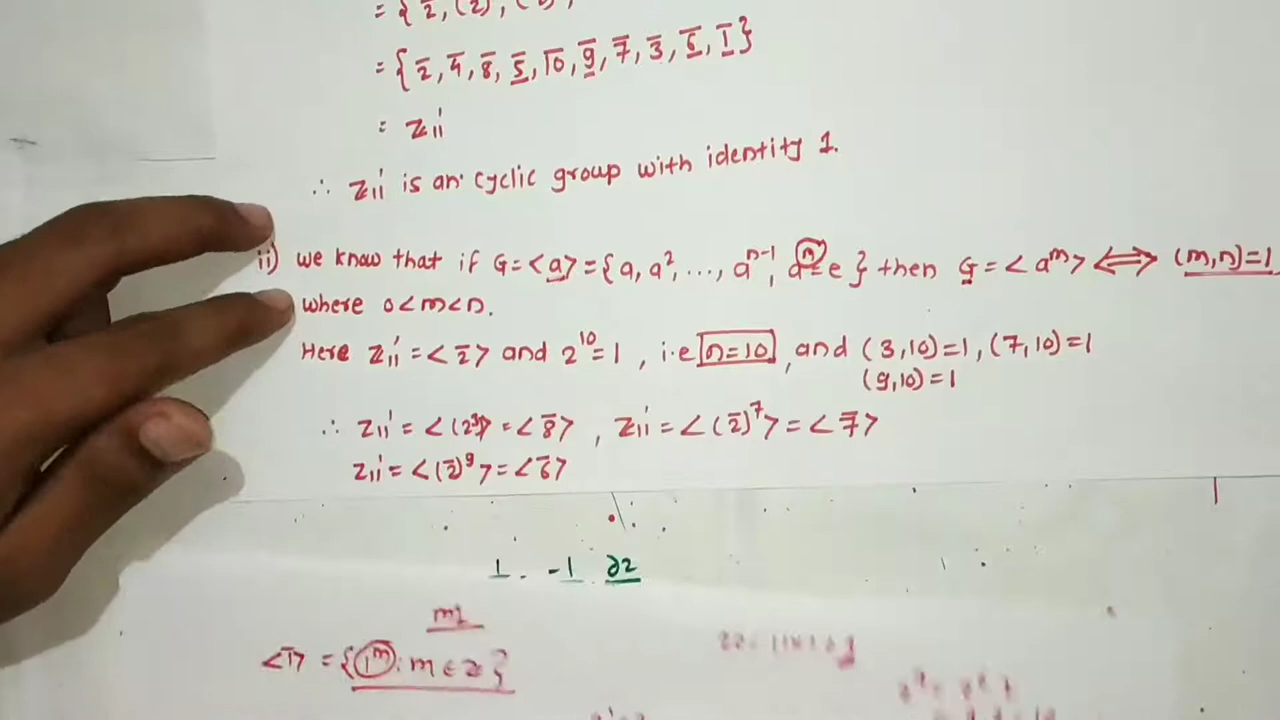 = {2̅, (2̅)
= {2̅, 4̅, 8̅, 5̅, 1̅0̅, 9̅, 7̅, 3̅, 6̅, 1̅}
= Z₁₁'
∴ Z₁₁' is an cyclic group with identity 1.
ii) we know that if G=<a>={a, a², ..., aⁿ⁻¹, aⁿ=e} then G=<aᵐ> ⟺ (m,n)=1
where 0<m<n.
Here Z₁₁'=<2̅> and 2¹⁰=1, i.e n=10, and (3,10)=1, (7,10)=1
(9,10)=1
∴ Z₁₁'=<(2³)>=<8̅>, Z₁₁'=<(2̅)⁷>=<7̅>
Z₁₁'=<(2̅)⁹>=<6̅>
1. -1
<1̅> = {1ᵐ: m∈Z}